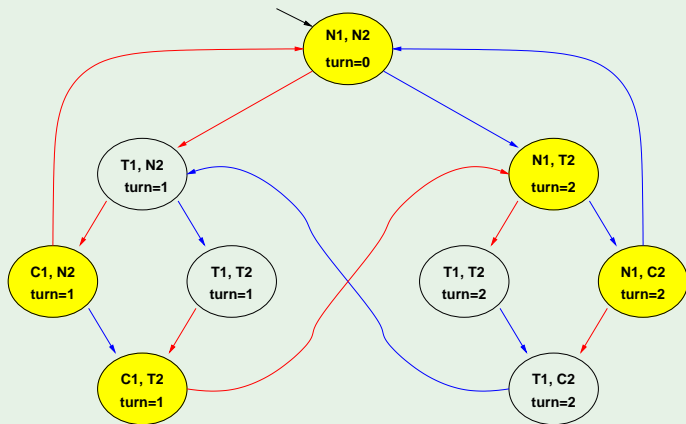 N1, N2
turn=0
T1, N2
turn=1
N1, T2
turn=2
C1, N2
turn=1
T1, T2
turn=1
T1, T2
turn=2
N1, C2
turn=2
C1, T2
turn=1
T1, C2
turn=2